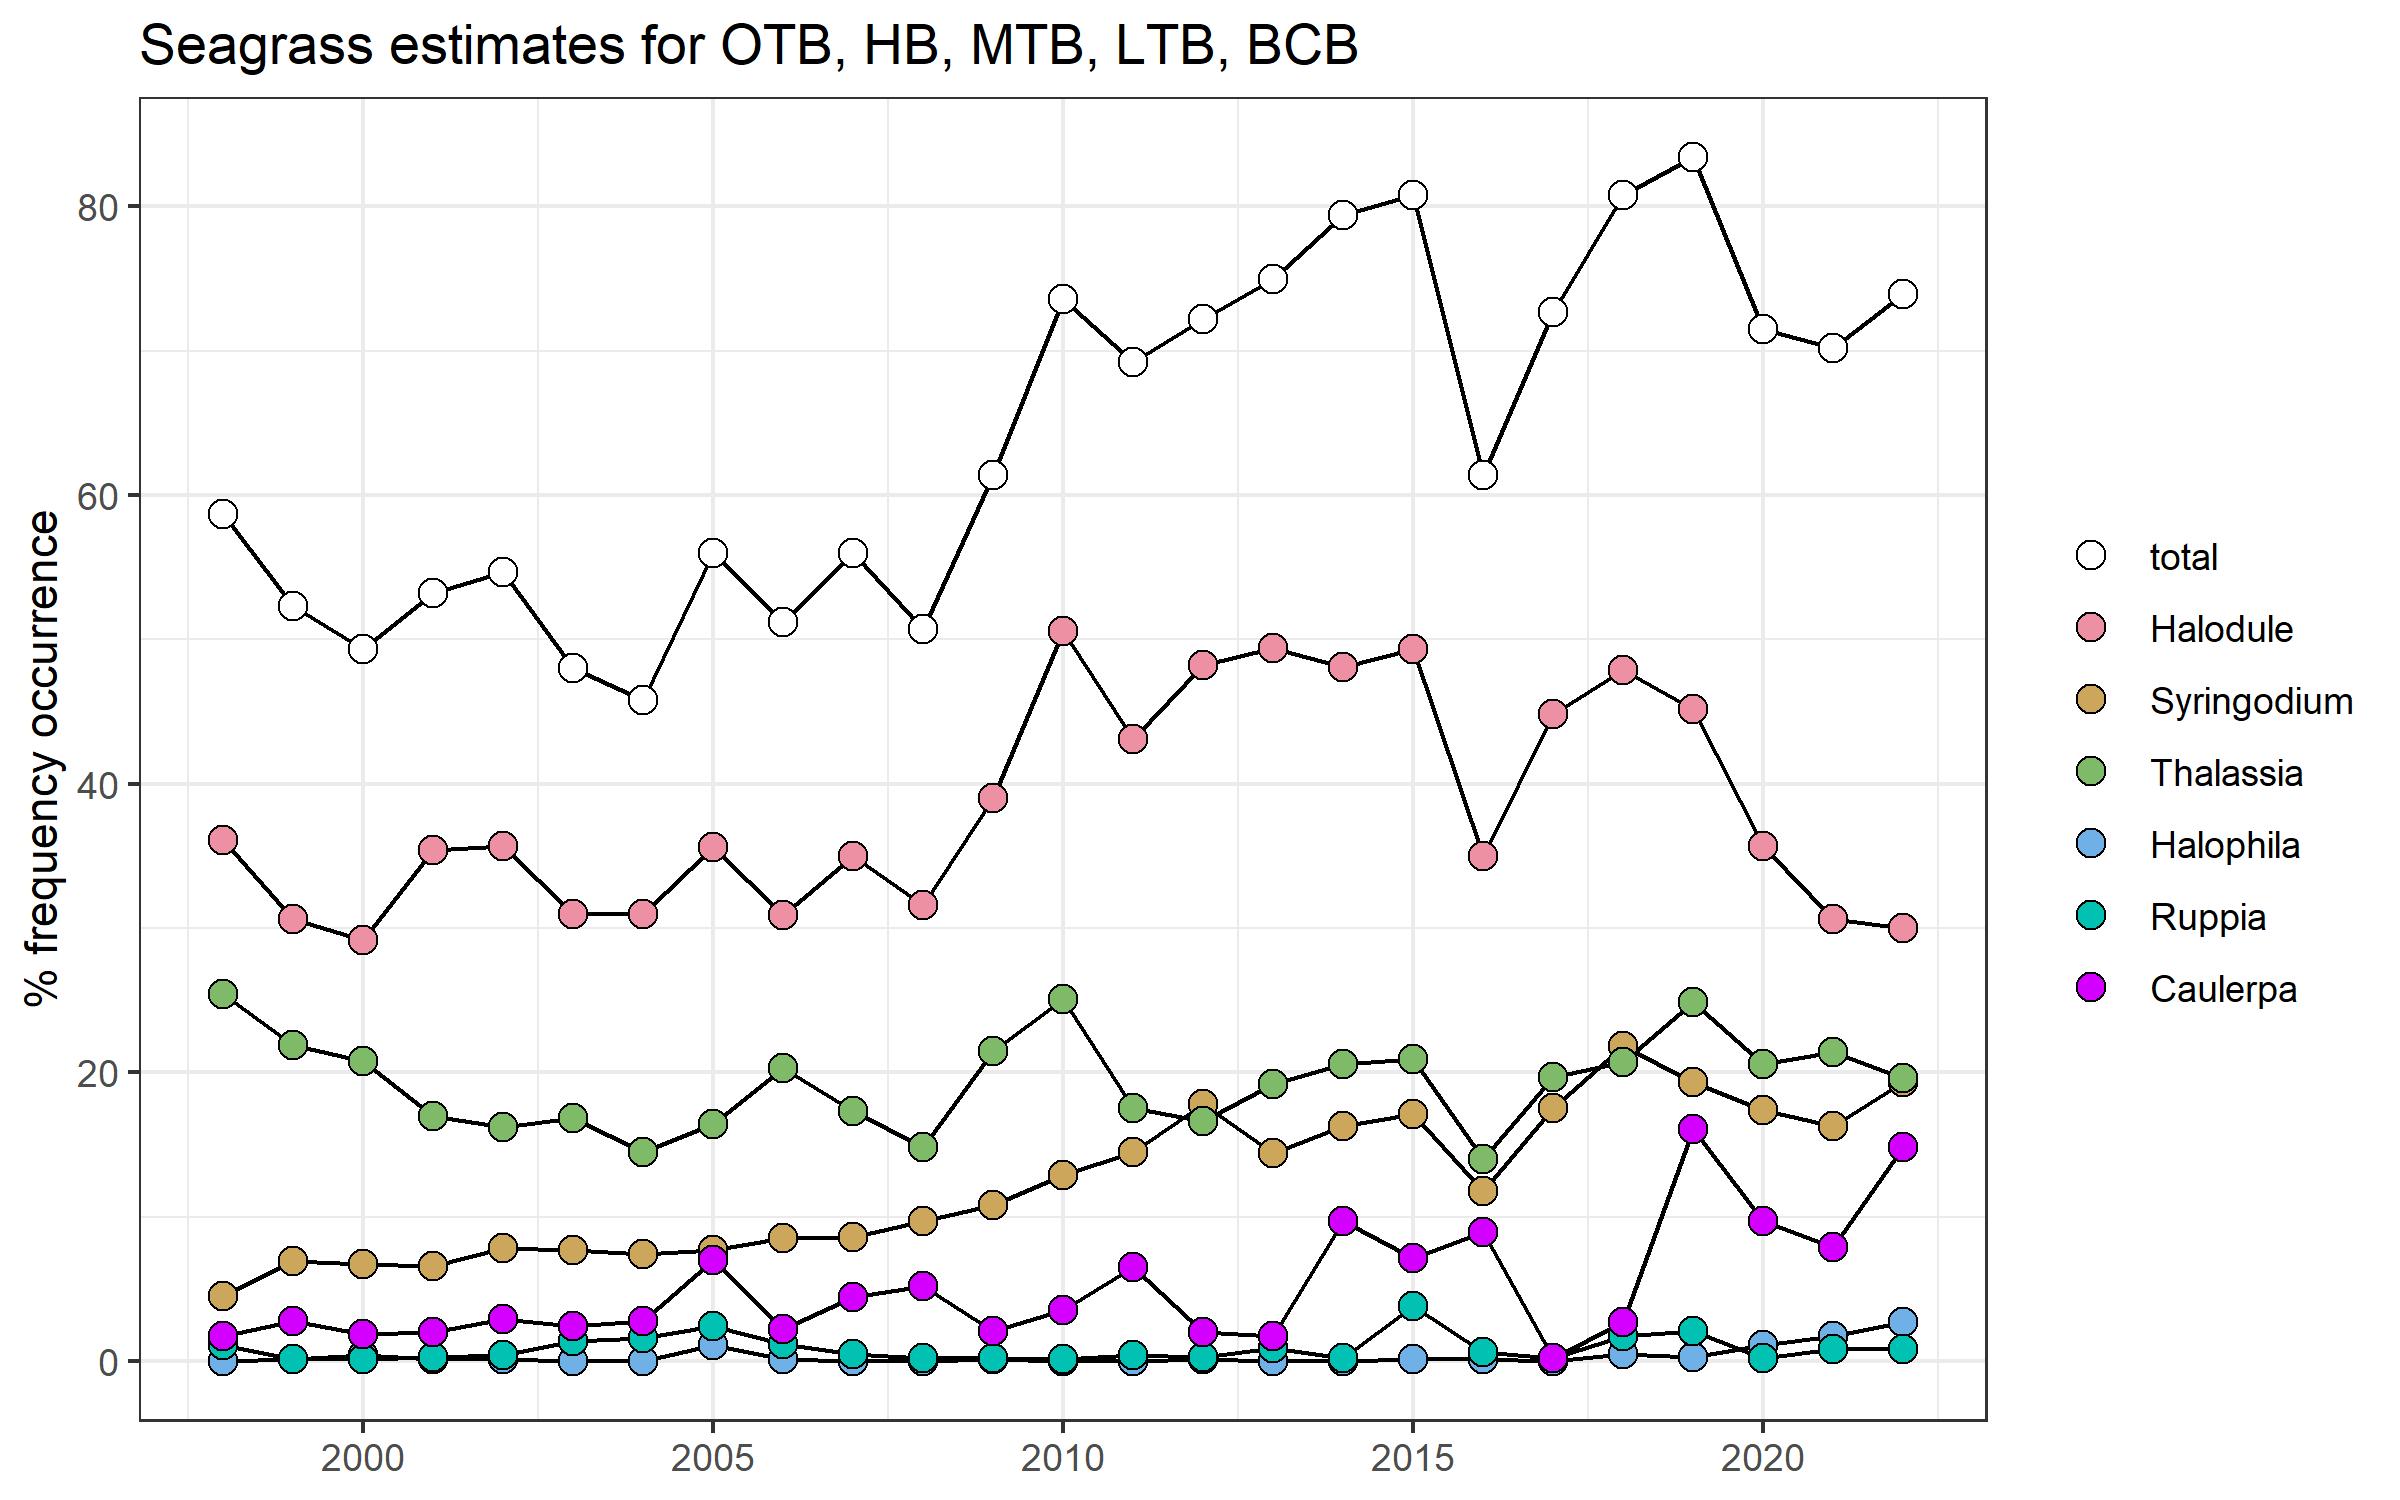 Seagrass estimates for OTB, HB, MTB, LTB, BCB
% frequency occurrence
80
60
40
20
0
2000
2005
2010
2015
2020
total
Halodule
Syringodium
Thalassia
Halophila
Ruppia
Caulerpa